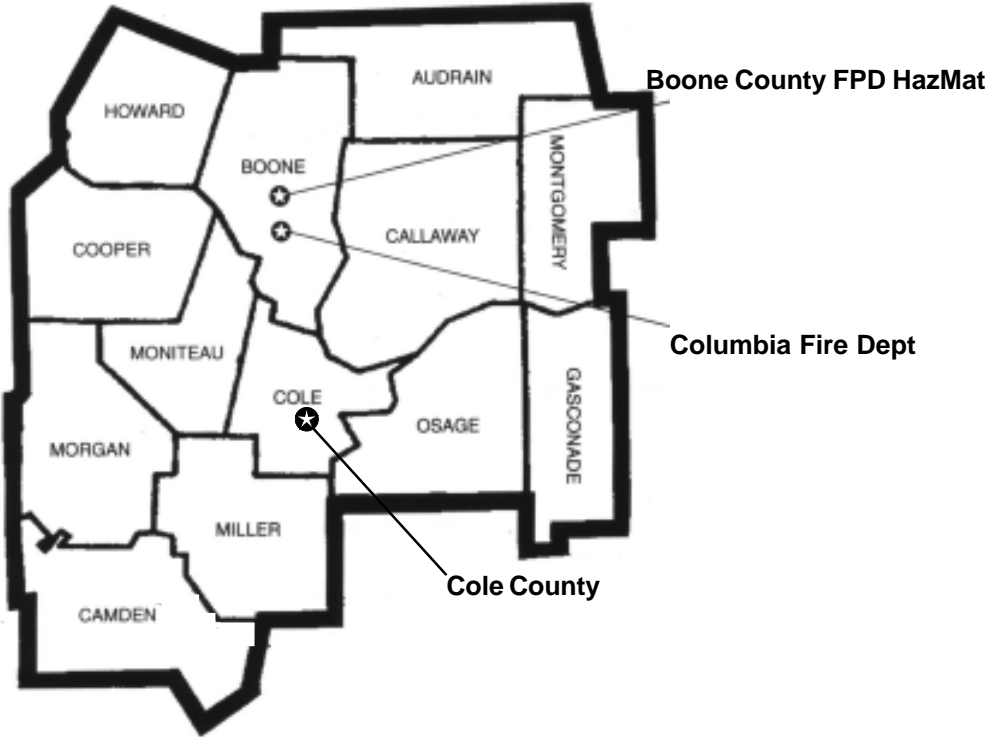 AUDRAIN
Boone County FPD HazMat
HOWARD
BOONE
MONTGOMERY
CALLAWAY
COOPER
Columbia Fire Dept
MONITEAU
COLE
GASCONADE
OSAGE
MORGAN
MILLER
Cole County
CAMDEN